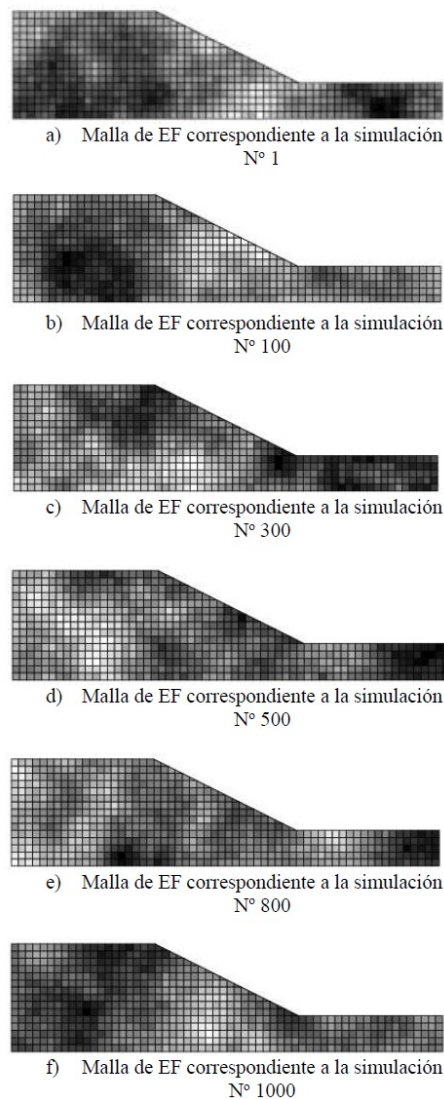 a) Malla de EF correspondiente a la simulación
Nº 1
b) Malla de EF correspondiente a la simulación
Nº 100
c) Malla de EF correspondiente a la simulación
Nº 300
d) Malla de EF correspondiente a la simulación
Nº 500
e) Malla de EF correspondiente a la simulación
Nº 800
f) Malla de EF correspondiente a la simulación
Nº 1000